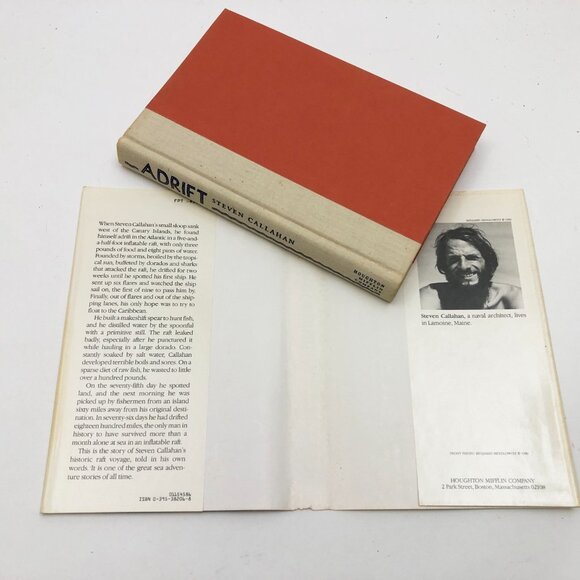 ADRIFT
STEVEN CALLAHAN
HOUGHTON
MIFFLIN
COMPANY
FPT
When Steven Callahan's small sloop sank
west of the Canary Islands, he found
himself adrift in the Atlantic in a five-and-
a-half-foot inflatable raft, with only three
pounds of food and eight pints of water.
Pounded by storms, broiled by the tropi-
cal sun, buffeted by dorados and sharks
that attacked the raft, he drifted for two
weeks until he spotted his first ship. He
sent up six flares and watched the ship
sail on, the first of nine to pass him by.
Finally, out of flares and out of the ship-
ping lanes, his only hope was to try to
float to the Caribbean.
He built a makeshift spear to hunt fish,
and he distilled water by the spoonful
with a primitive still. The raft leaked
badly, especially after he punctured it
while hauling in a large dorado. Con-
stantly soaked by salt water, Callahan
developed terrible boils and sores. On a
sparse diet of raw fish, he wasted to little
over a hundred pounds.
On the seventy-fifth day he spotted
land, and the next morning he was
picked up by fishermen from an island
sixty miles away from his original desti-
nation. In seventy-six days he had drifted
eighteen hundred miles, the only man in
history to have survived more than a
month alone at sea in an inflatable raft.
This is the story of Steven Callahan's
historic raft voyage, told in his own
words. It is one of the great sea adven-
ture stories of all time.
01154586
ISBN 0-395-38206-8
Steven Callahan, a naval architect, lives
in Lamoine, Maine.
HOUGHTON MIFFLIN COMPANY
2 Park Street, Boston, Massachusetts 02108